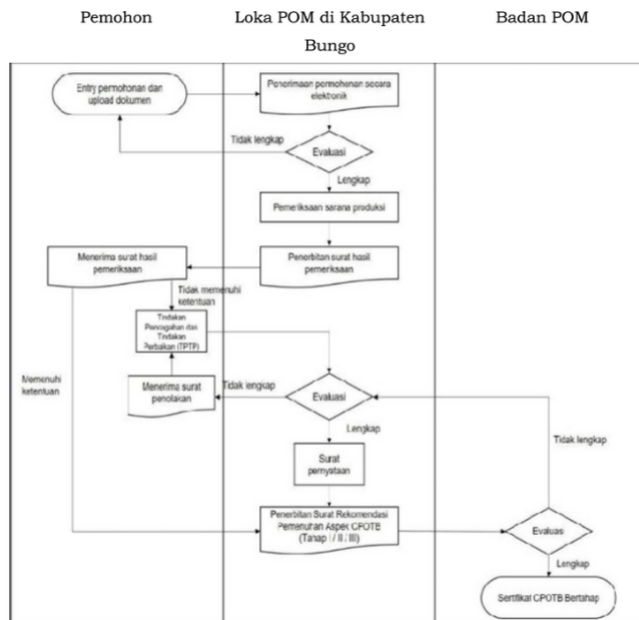 Pemohon
Loka POM di Kabupaten
Bungo
Badan POM
Entry permohonan dan
upload dokumen
Penerimaan permohonan secara
elektronik
Tidak lengkap
Evaluasi
Lengkap
Pemeriksaan sarana produksi
Menerima surat hasil
pemeriksaan
Penerbitan surat hasil
pemeriksaan
Tidak memenuhi
ketentuan
Tindakan
Pencegahan dan
Tindakan
Perbaikan (TPTP)
Memenuhi
ketentuan
Menerima surat
penolakan
Tidak lengkap
Evaluasi
Lengkap
Tidak lengkap
Surat
pernyataan
Penerbitan Surat Rekomendasi
Pemenuhan Aspek CPOTB
(Tahap I / II / III)
Evaluasi
Lengkap
Sertifikat CPOTB Bertahap